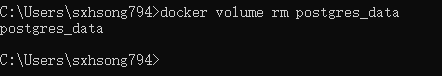 C:\Users\sxhsong794>docker volume rm postgres_data
postgres_data
C:\Users\sxhsong794>